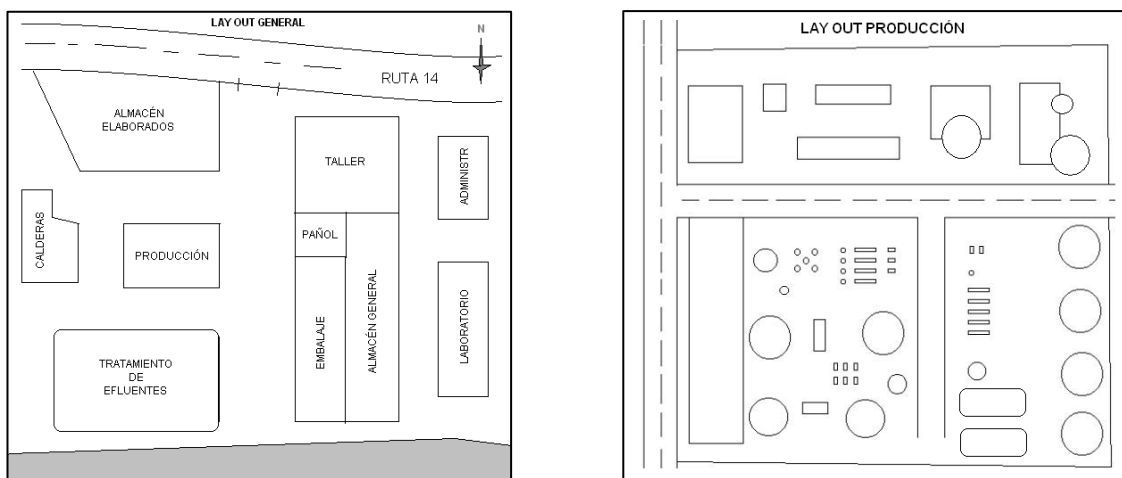 LAY OUT GENERAL
N
RUTA 14
ALMACÉN
ELABORADOS
TALLER
ADMINISTR
CALDERAS
PAÑOL
PRODUCCIÓN
EMBALAJE
ALMACÉN GENERAL
LABORATORIO
TRATAMIENTO
DE
EFLUENTES
LAY OUT PRODUCCIÓN